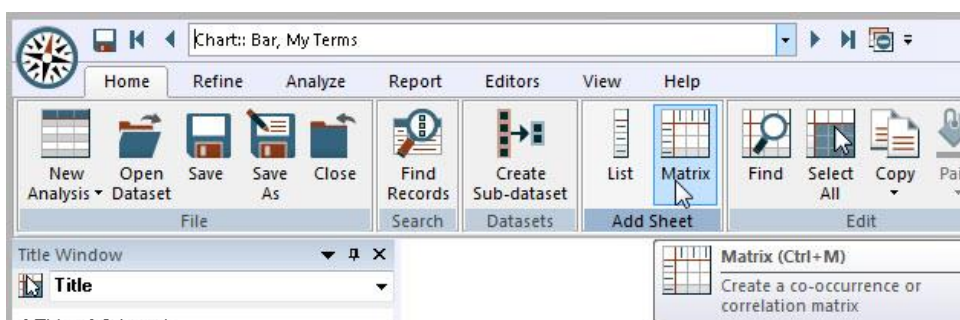 Chart:: Bar, My Terms
Home Refine Analyze Report Editors View Help
New Analysis Open Dataset Save Save As Close Find Records Create Sub-dataset List Matrix Find Select All Copy
File Search Datasets Add Sheet Edit
Title Window
Matrix (Ctrl+M)
Title
Create a co-occurrence or
correlation matrix